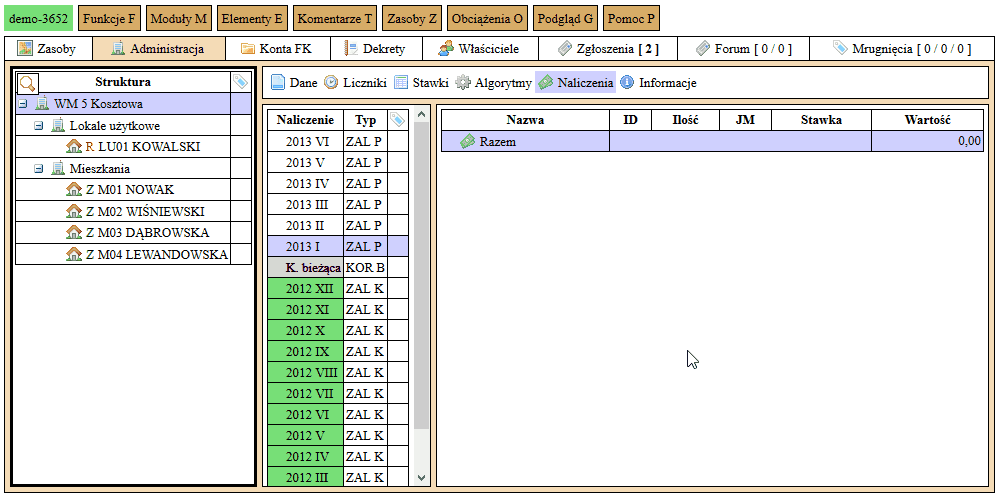 demo-3652 Funkcje F Moduły M Elementy E Komentarze T Zasoby Z Obciążenia O Podgląd G Pomoc P
Zasoby Administracja Konta FK Dekrety Właściciele Zgłoszenia [ 2 ] Forum [ 0 / 0 ] Mrugnięcia [ 0 / 0 / 0 ]
Struktura
WM 5 Kosztowa
Lokale użytkowe
R LU01 KOWALSKI
Mieszkania
Z M01 NOWAK
Z M02 WIŚNIEWSKI
Z M03 DĄBROWSKA
Z M04 LEWANDOWSKA
Dane Liczniki Stawki Algorytmy Naliczenia Informacje
Naliczenie Typ
2013 VI ZAL P
2013 V ZAL P
2013 IV ZAL P
2013 III ZAL P
2013 II ZAL P
2013 I ZAL P
K. bieżąca KOR B
2012 XII ZAL K
2012 XI ZAL K
2012 X ZAL K
2012 IX ZAL K
2012 VIII ZAL K
2012 VII ZAL K
2012 VI ZAL K
2012 V ZAL K
2012 IV ZAL K
2012 III ZAL K
Nazwa ID Ilość JM Stawka Wartość
Razem 0,00